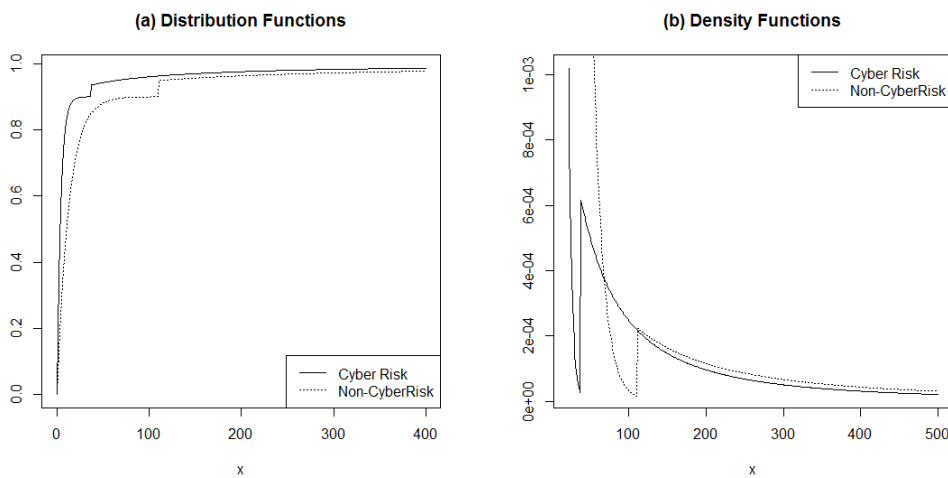 (a) Distribution Functions
1.0
0.8
0.6
0.4
0.2
0.0
Cyber Risk
Non-CyberRisk
0 100 200 300 400
x
(b) Density Functions
1e-03
8e-04
6e-04
4e-04
2e-04
0e+00
Cyber Risk
Non-CyberRisk
100 200 300 400 500
x